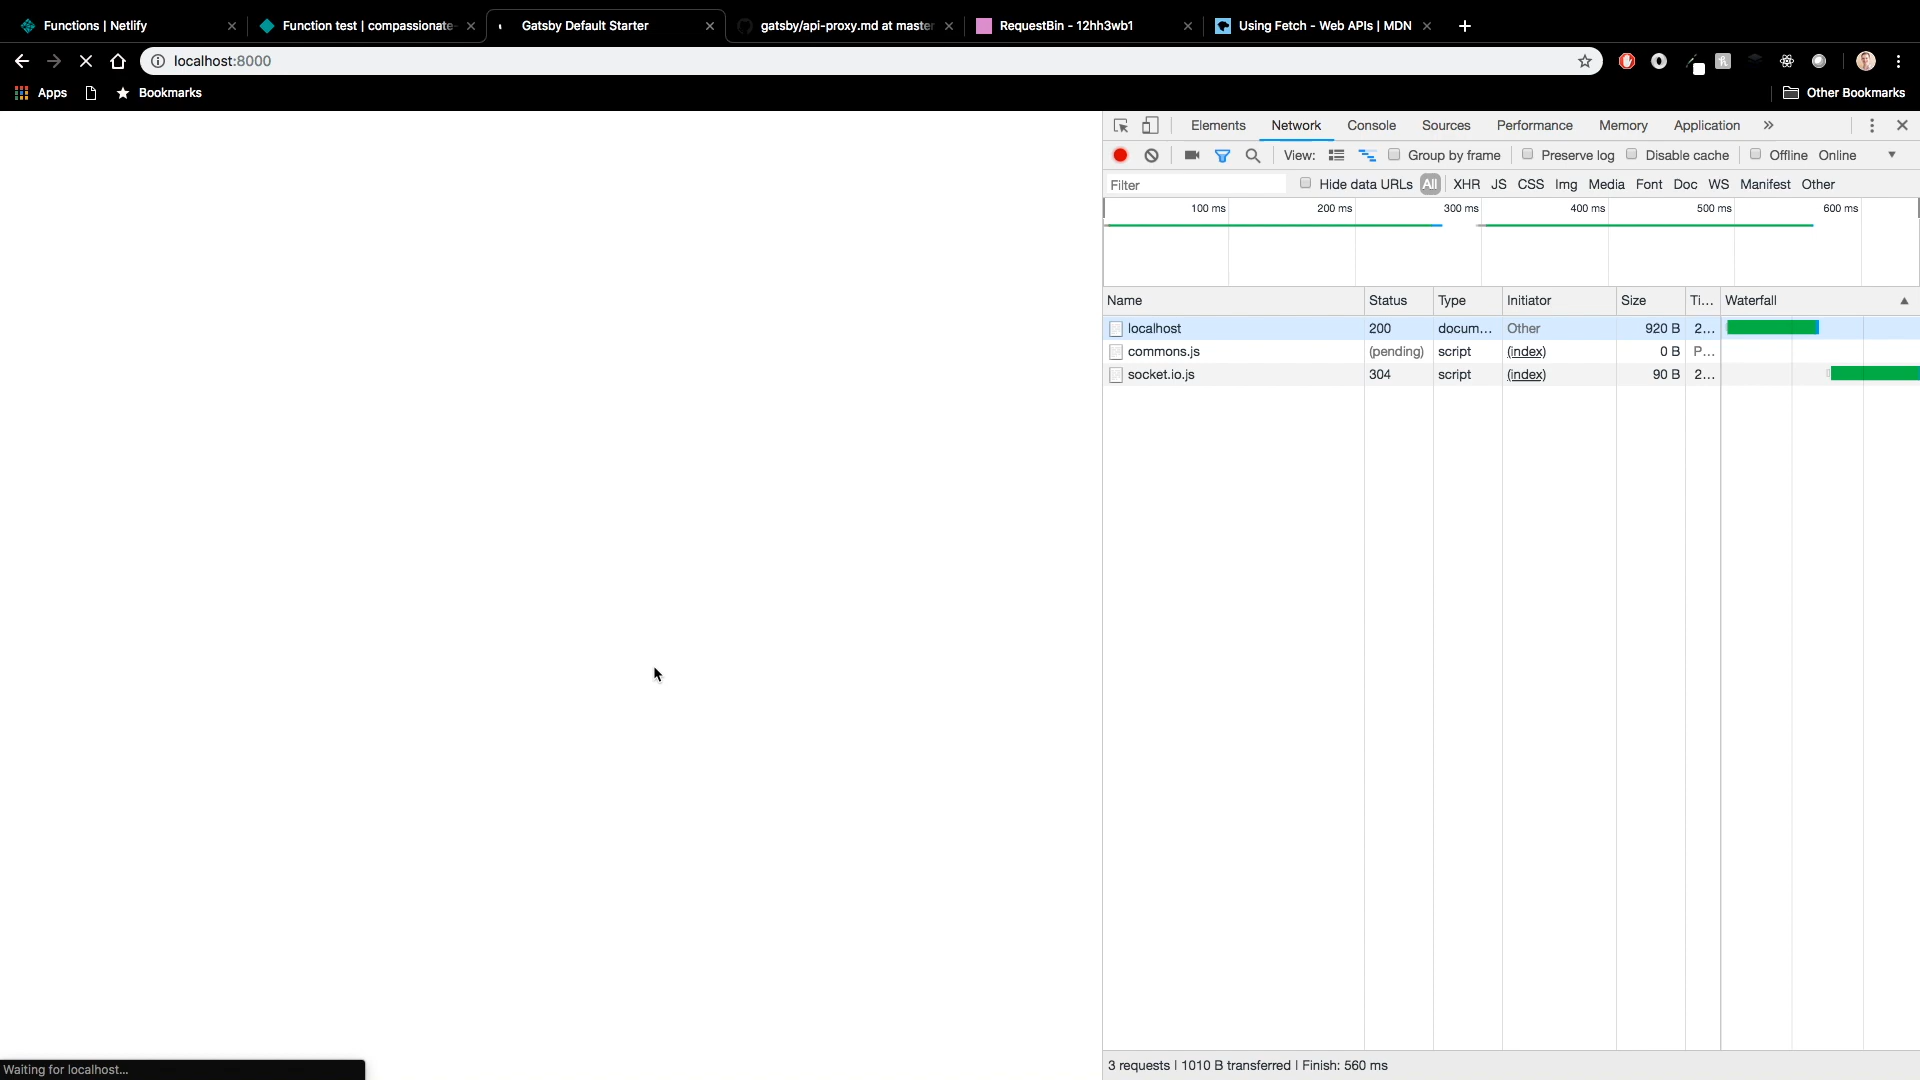 Functions | Netlify
Function test | compassionate-
Gatsby Default Starter
gatsby/api-proxy.md at master
RequestBin - 12hh3wb1
Using Fetch - Web APIs | MDN
localhost:8000
Apps
Bookmarks
Other Bookmarks
Elements Network Console Sources Performance Memory Application »
View: Group by frame Preserve log Disable cache Offline Online
Filter Hide data URLs All XHR JS CSS Img Media Font Doc WS Manifest Other
100 ms 200 ms 300 ms 400 ms 500 ms 600 ms
Name Status Type Initiator Size Ti... Waterfall
localhost 200 docum... Other 920 B 2...
commons.js (pending) script (index) 0 B P...
socket.io.js 304 script (index) 90 B 2...
3 requests | 1010 B transferred | Finish: 560 ms
Waiting for localhost...